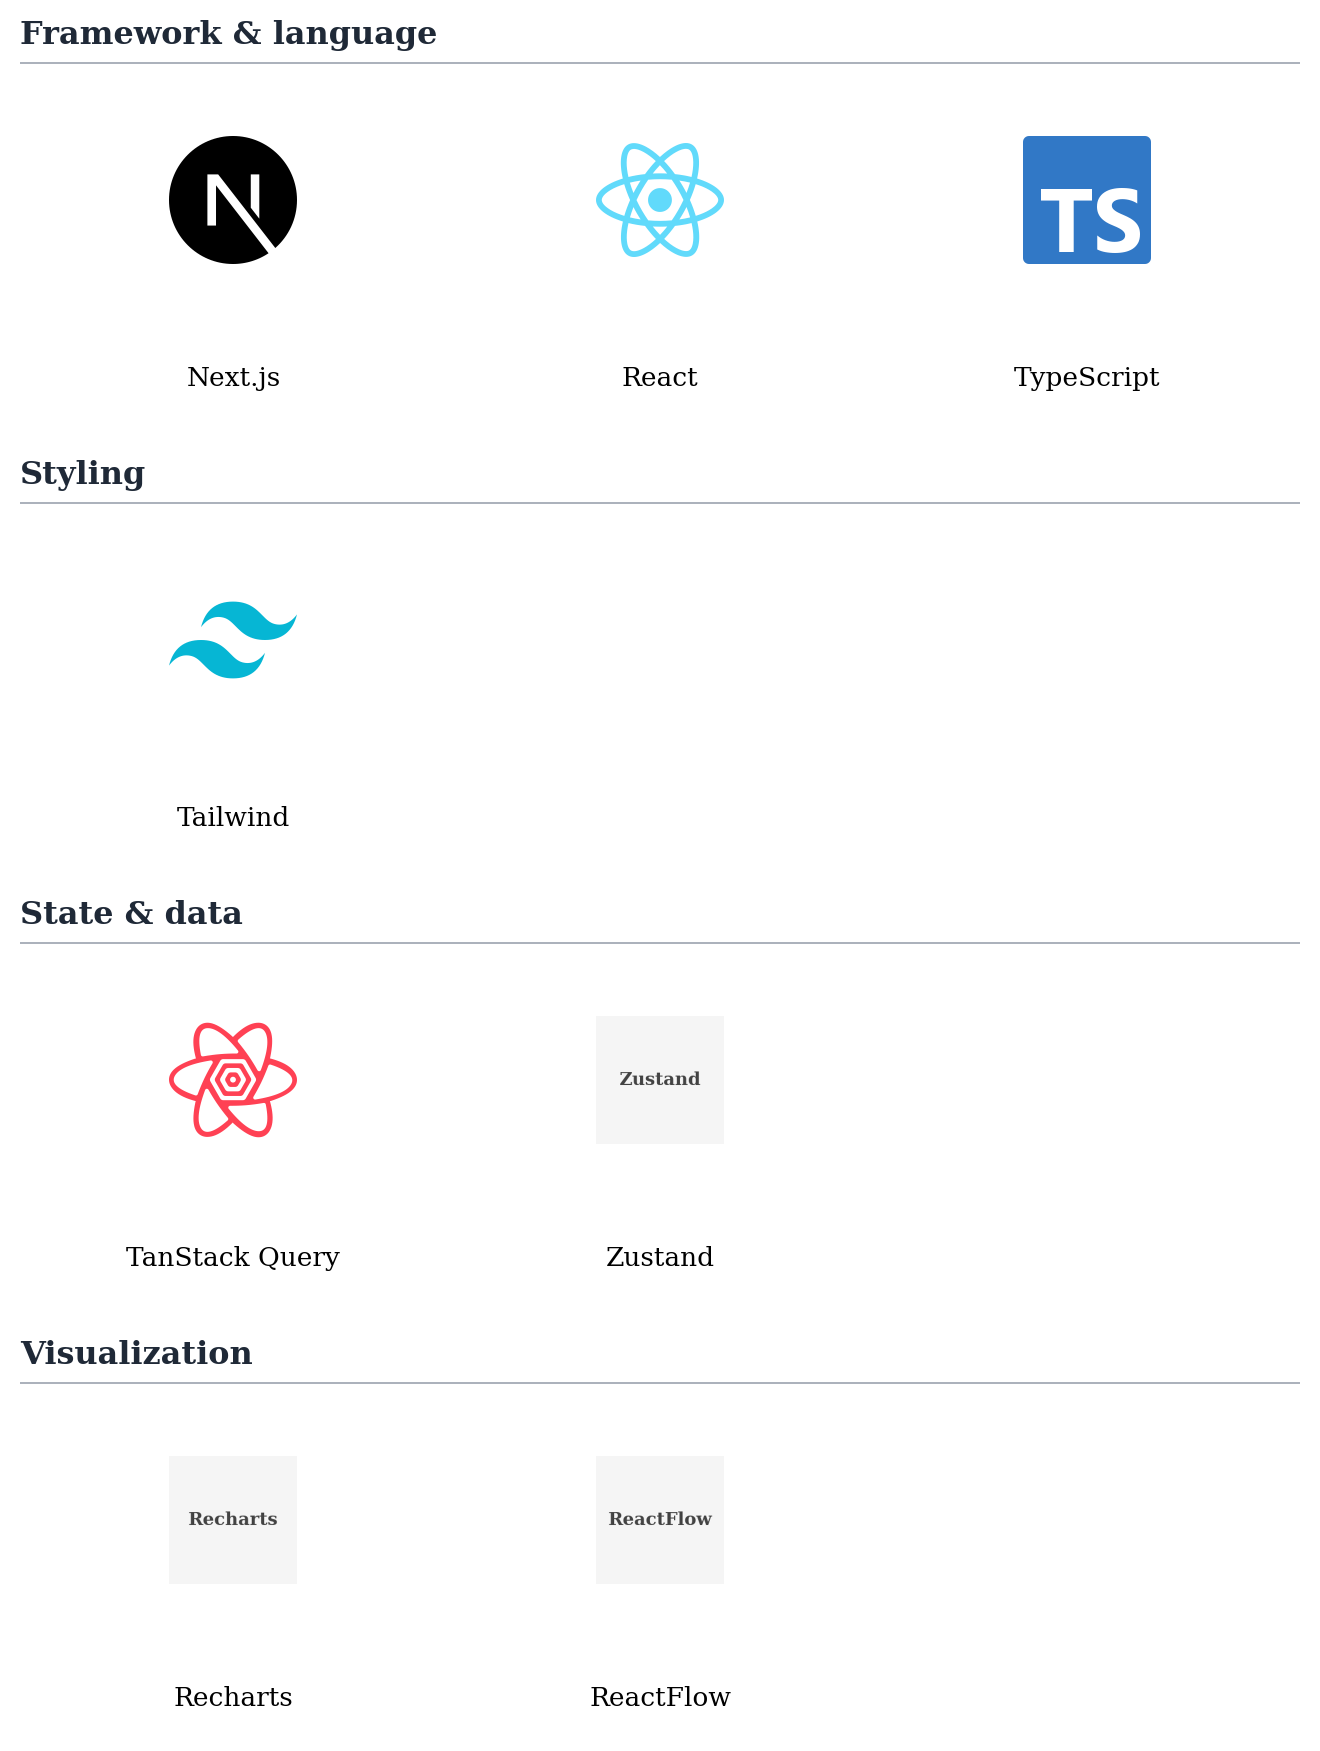 Framework & language
N
TS
Next.js
React
TypeScript
Styling
Tailwind
State & data
Zustand
TanStack Query
Zustand
Visualization
Recharts
ReactFlow
Recharts
ReactFlow